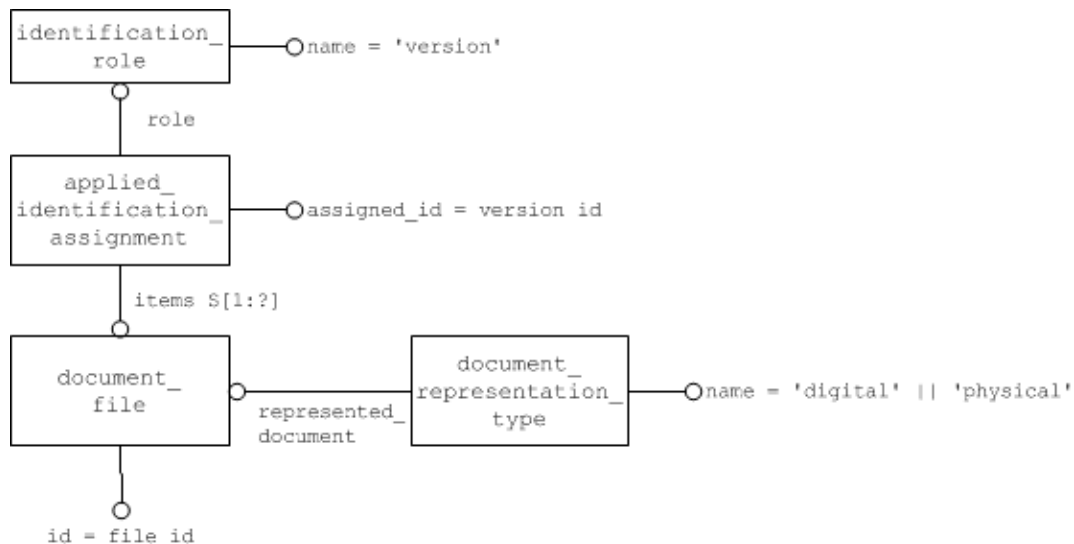 identification_
role
name = 'version'
role
applied_
identification_
assignment
assigned_id = version id
items S[1:?]
document_
file
represented_
document
document_
representation_
type
name = 'digital' || 'physical'
id = file id